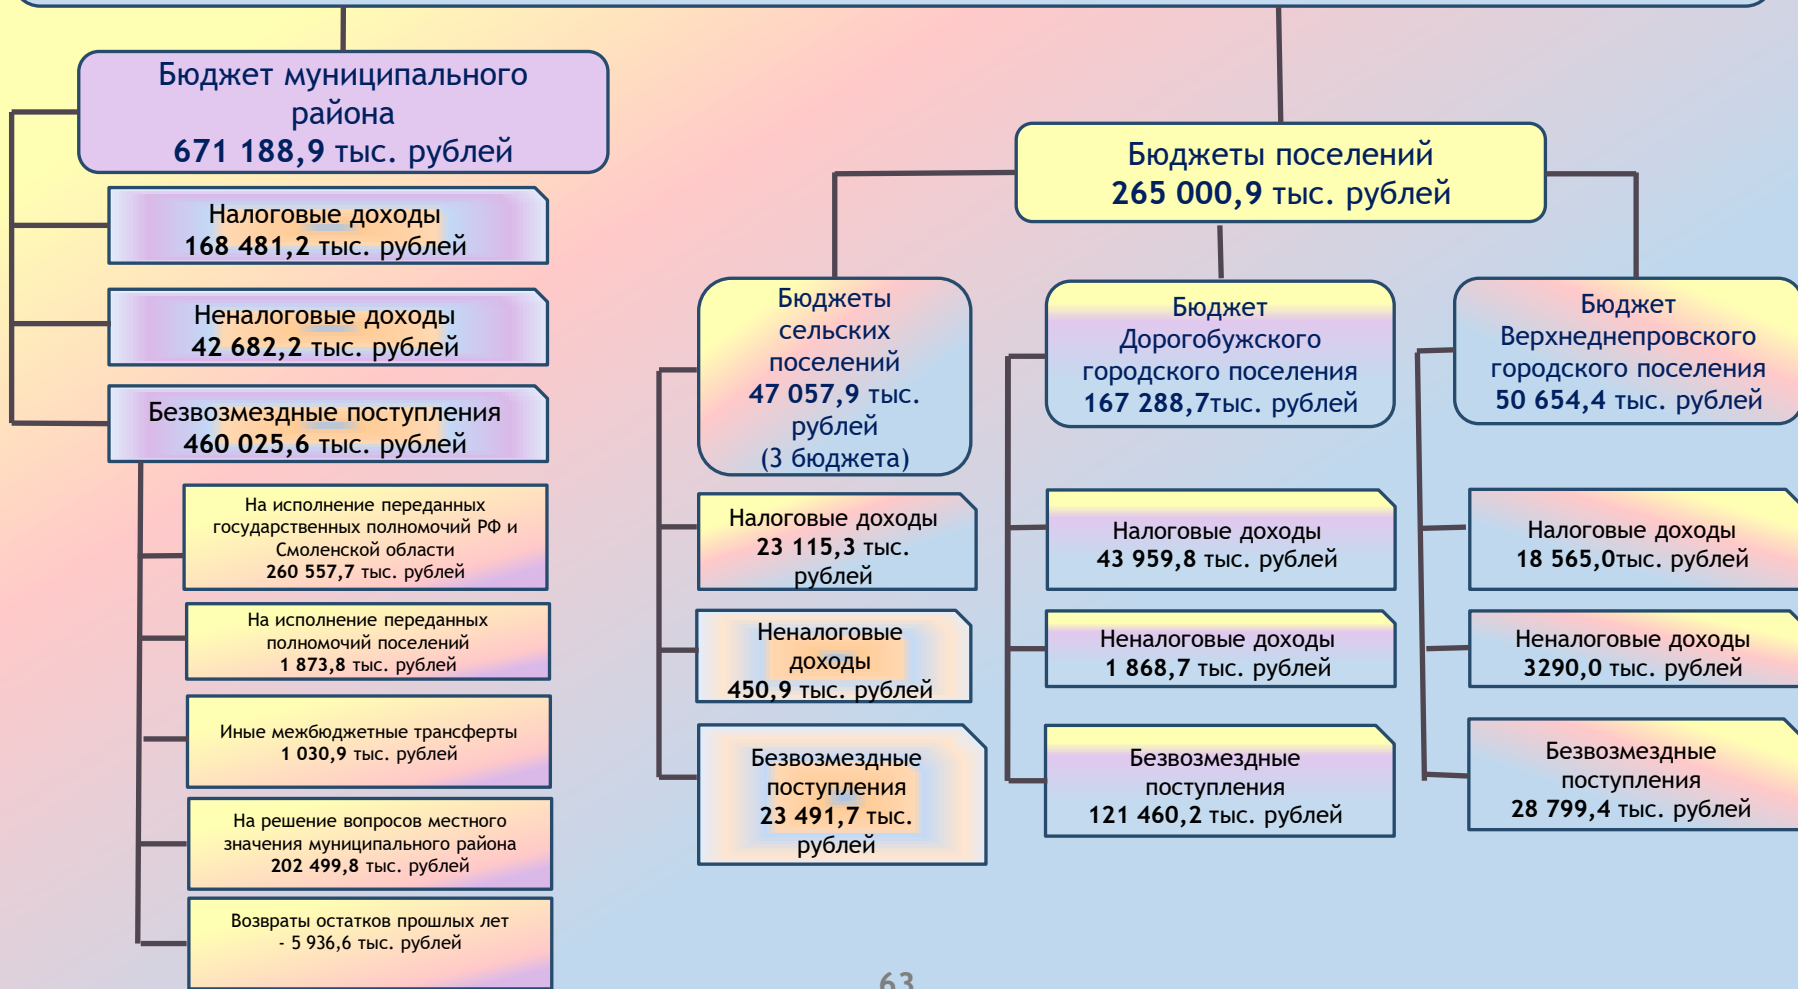 Бюджет муниципального
района
671 188,9 тыс. рублей
Налоговые доходы
168 481,2 тыс. рублей
Неналоговые доходы
42 682,2 тыс. рублей
Безвозмездные поступления
460 025,6 тыс. рублей
На исполнение переданных
государственных полномочий РФ и
Смоленской области
260 557,7 тыс. рублей
На исполнение переданных
полномочий поселений
1 873,8 тыс. рублей
Иные межбюджетные трансферты
1 030,9 тыс. рублей
На решение вопросов местного
значения муниципального района
202 499,8 тыс. рублей
Возвраты остатков прошлых лет
- 5 936,6 тыс. рублей
Бюджеты поселений
265 000,9 тыс. рублей
Бюджеты
сельских
поселений
47 057,9 тыс.
рублей
(3 бюджета)
Налоговые доходы
23 115,3 тыс.
рублей
Неналоговые
доходы
450,9 тыс. рублей
Безвозмездные
поступления
23 491,7 тыс.
рублей
Бюджет
Дорогобужского
городского поселения
167 288,7тыс. рублей
Налоговые доходы
43 959,8 тыс. рублей
Неналоговые доходы
1 868,7 тыс. рублей
Безвозмездные
поступления
121 460,2 тыс. рублей
Бюджет
Верхнеднепровского
городского поселения
50 654,4 тыс. рублей
Налоговые доходы
18 565,0тыс. рублей
Неналоговые доходы
3290,0 тыс. рублей
Безвозмездные
поступления
28 799,4 тыс. рублей
63